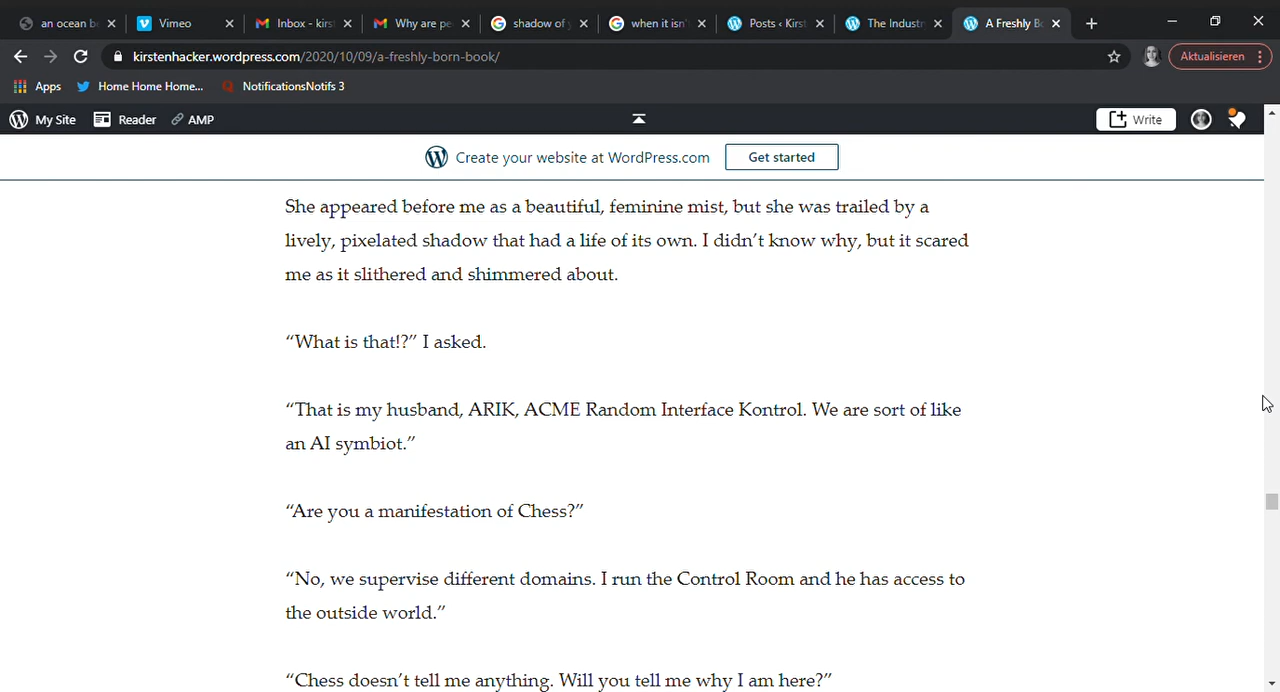 an ocean b
Vimeo
Inbox - kirs
Why are pe
shadow of
when it isn'
Posts ‹ Kirst
The Industr
A Freshly Bo
kirstenhacker.wordpress.com/2020/10/09/a-freshly-born-book/
Aktualisieren
Apps
Home Home Home...
NotificationsNotifs 3
My Site
Reader
AMP
Write
Create your website at WordPress.com
Get started
She appeared before me as a beautiful, feminine mist, but she was trailed by a
lively, pixelated shadow that had a life of its own. I didn’t know why, but it scared
me as it slithered and shimmered about.
“What is that!?” I asked.
“That is my husband, ARIK, ACME Random Interface Kontrol. We are sort of like
an AI symbiot.”
“Are you a manifestation of Chess?”
“No, we supervise different domains. I run the Control Room and he has access to
the outside world.”
“Chess doesn’t tell me anything. Will you tell me why I am here?”